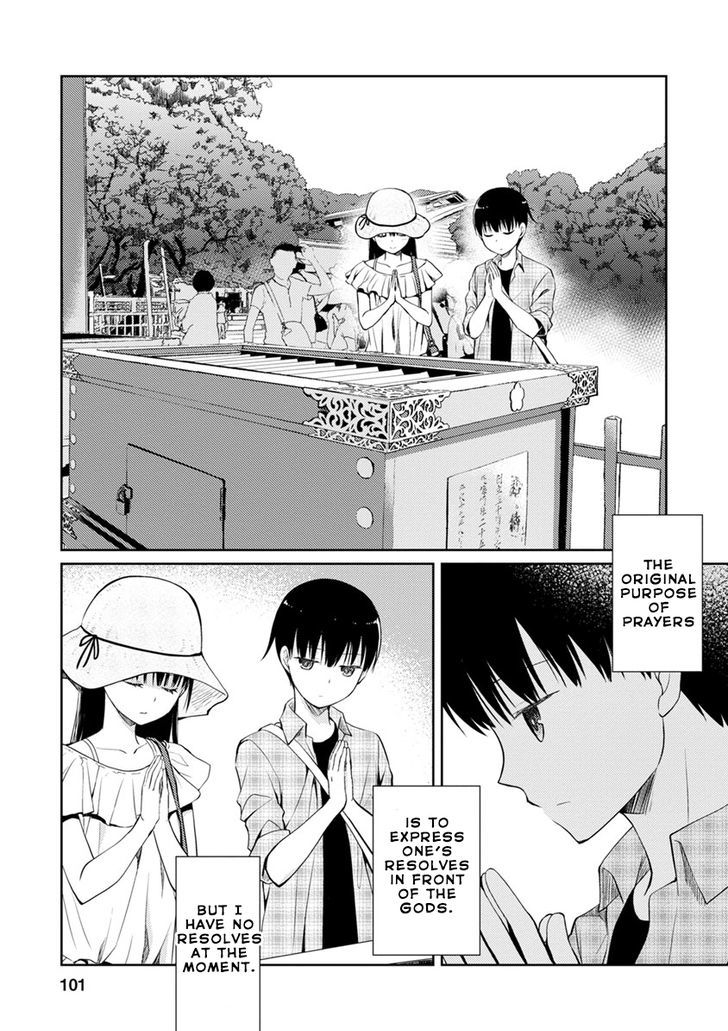 THE
ORIGINAL
PURPOSE
OF
PRAYERS
IS TO
EXPRESS
ONE'S
RESOLVES
IN FRONT
OF THE
GODS.
BUT I
HAVE NO
RESOLVES
AT THE
MOMENT.
101